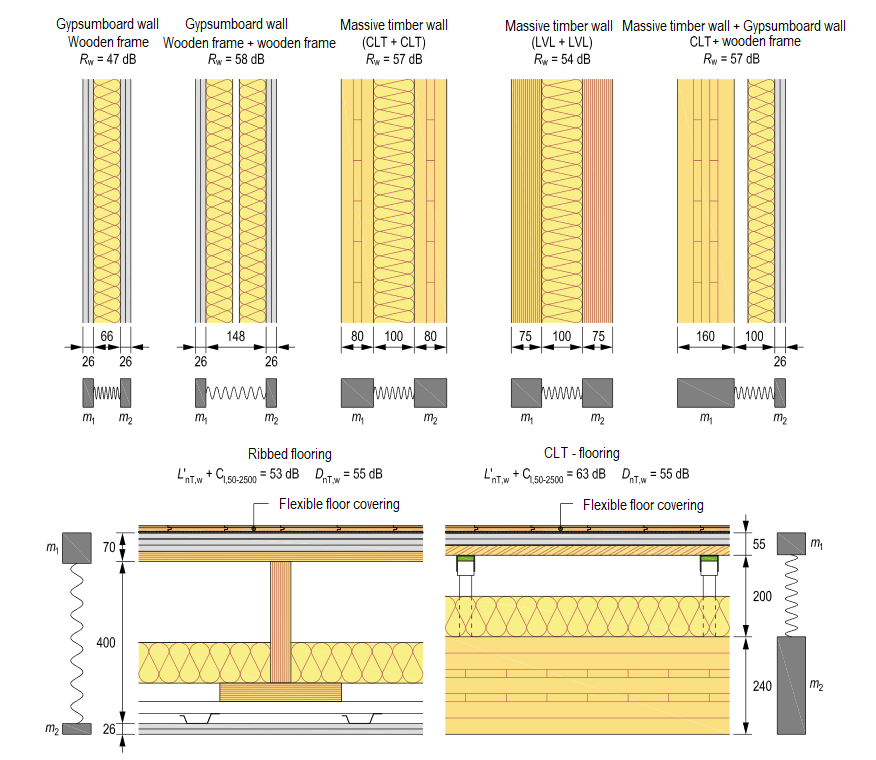 Gypsumboard wall
Wooden frame
Rw = 47 dB
Gypsumboard wall
Wooden frame + wooden frame
Rw = 58 dB
Massive timber wall
(CLT + CLT)
Rw = 57 dB
Massive timber wall
(LVL + LVL)
Rw = 54 dB
Massive timber wall + Gypsumboard wall
CLT+ wooden frame
Rw = 57 dB
66
26 26
148
26 26
80 100 80
75 100 75
160 100
26
m1 m2
m1 m2
m1 m2
m1 m2
m1 m2
Ribbed flooring
L'nT,w + CI,50-2500 = 53 dB DnT,w = 55 dB
Flexible floor covering
m1
70
400
m2
26
CLT - flooring
L'nT,w + CI,50-2500 = 63 dB DnT,w = 55 dB
Flexible floor covering
55
m1
200
240
m2